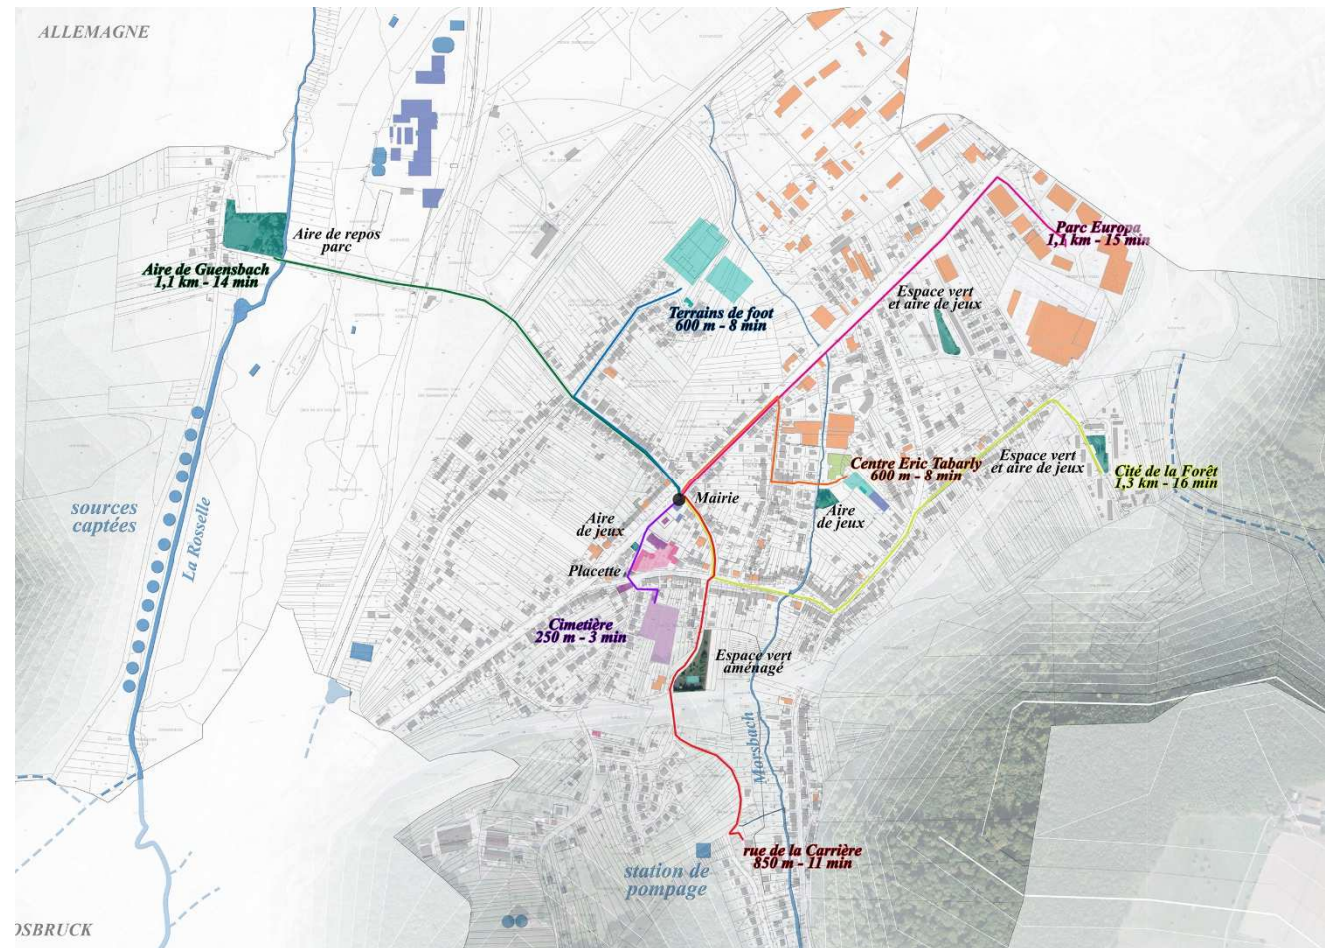 ALLEMAGNE
Aire de repos
parc
Aire de Guensbach
1,1 km - 14 min
Parc Europa
1,1 km - 15 min
Espace vert
et aire de jeux
Terrains de foot
600 m - 8 min
Espace vert
et aire de jeux
Centre Eric Tabarly
600 m - 8 min
Cité de la Forêt
1,3 km - 16 min
Mairie
sources
captées
La Rosselle
Aire
de jeux
Aire
de jeux
Placette
Cimetière
250 m - 3 min
Espace vert
aménagé
Morsbach
rue de la Carrière
850 m - 11 min
station de
pompage
OSBRUCK